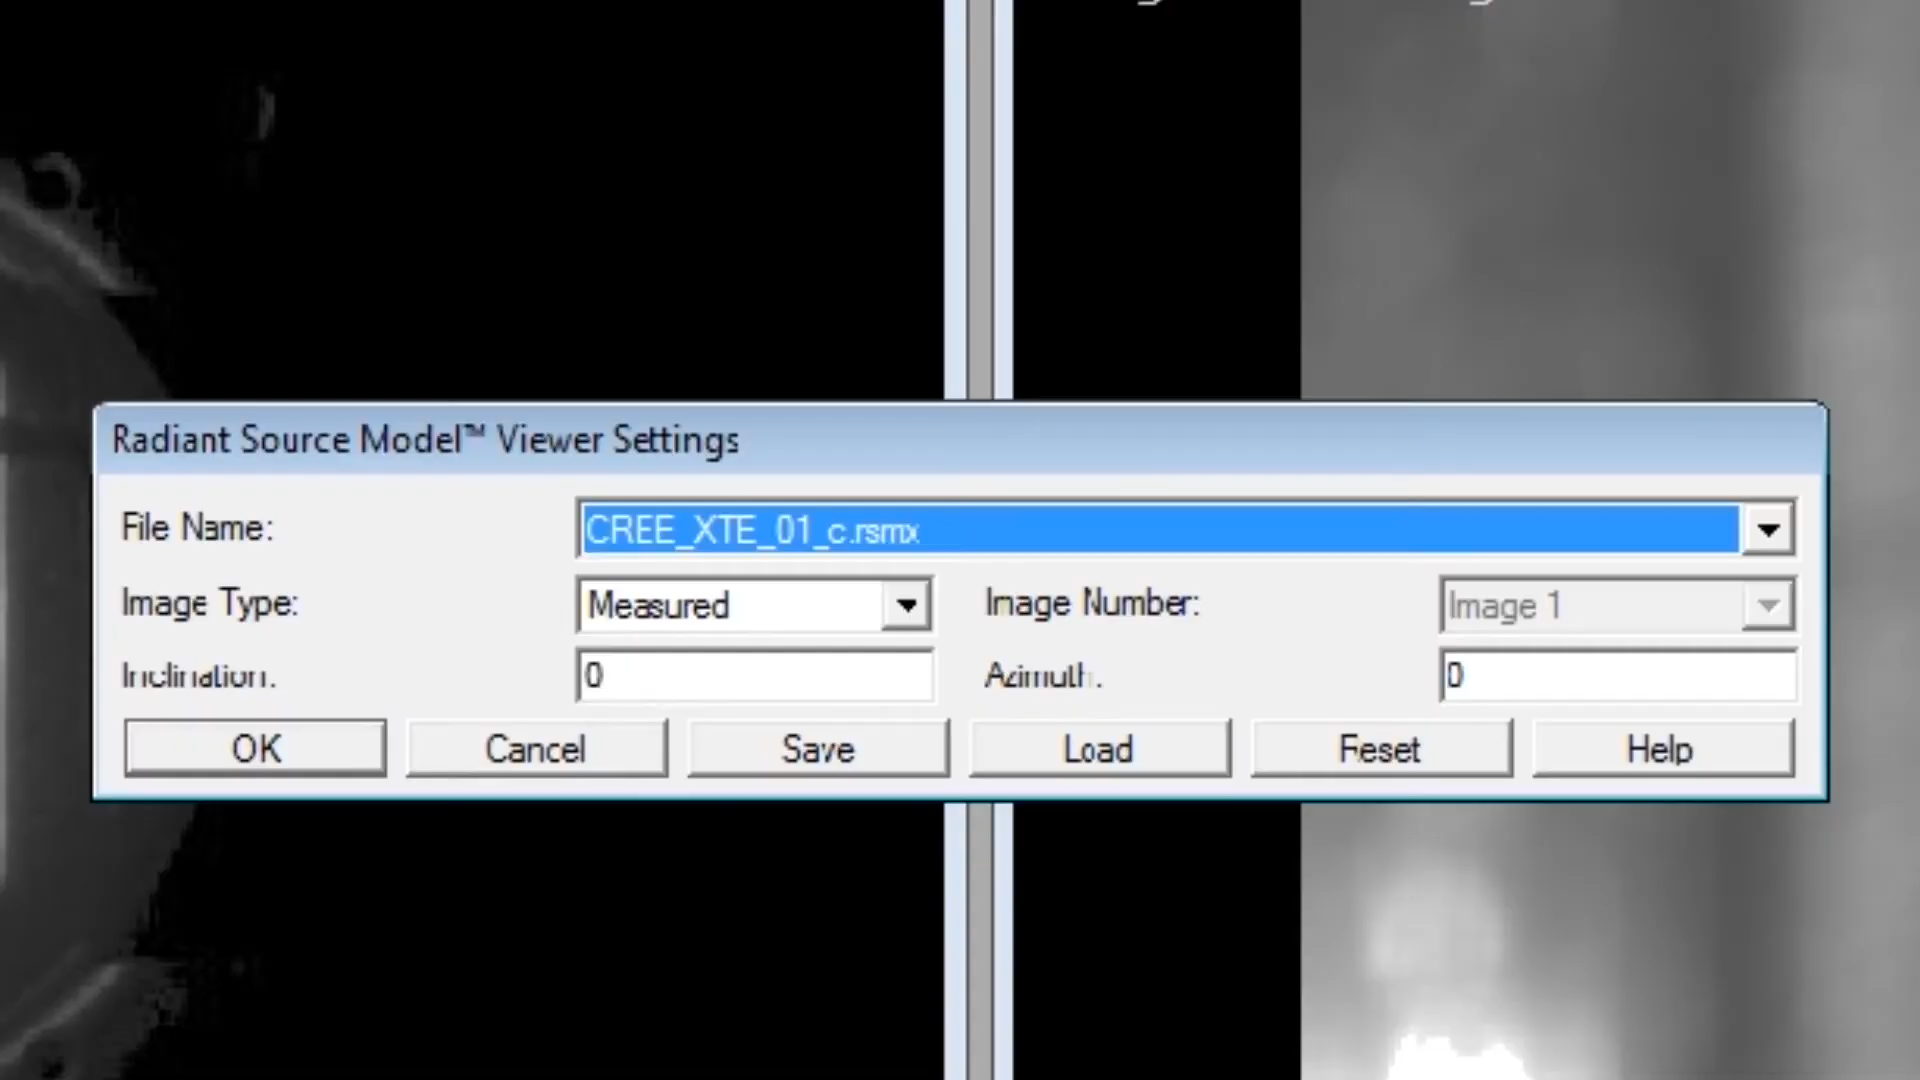 Radiant Source Model™ Viewer Settings
File Name: CREE_XTE_01_c.rsmx
Image Type: Measured Image Number: Image 1
Inclination: 0 Azimuth: 0
OK Cancel Save Load Reset Help